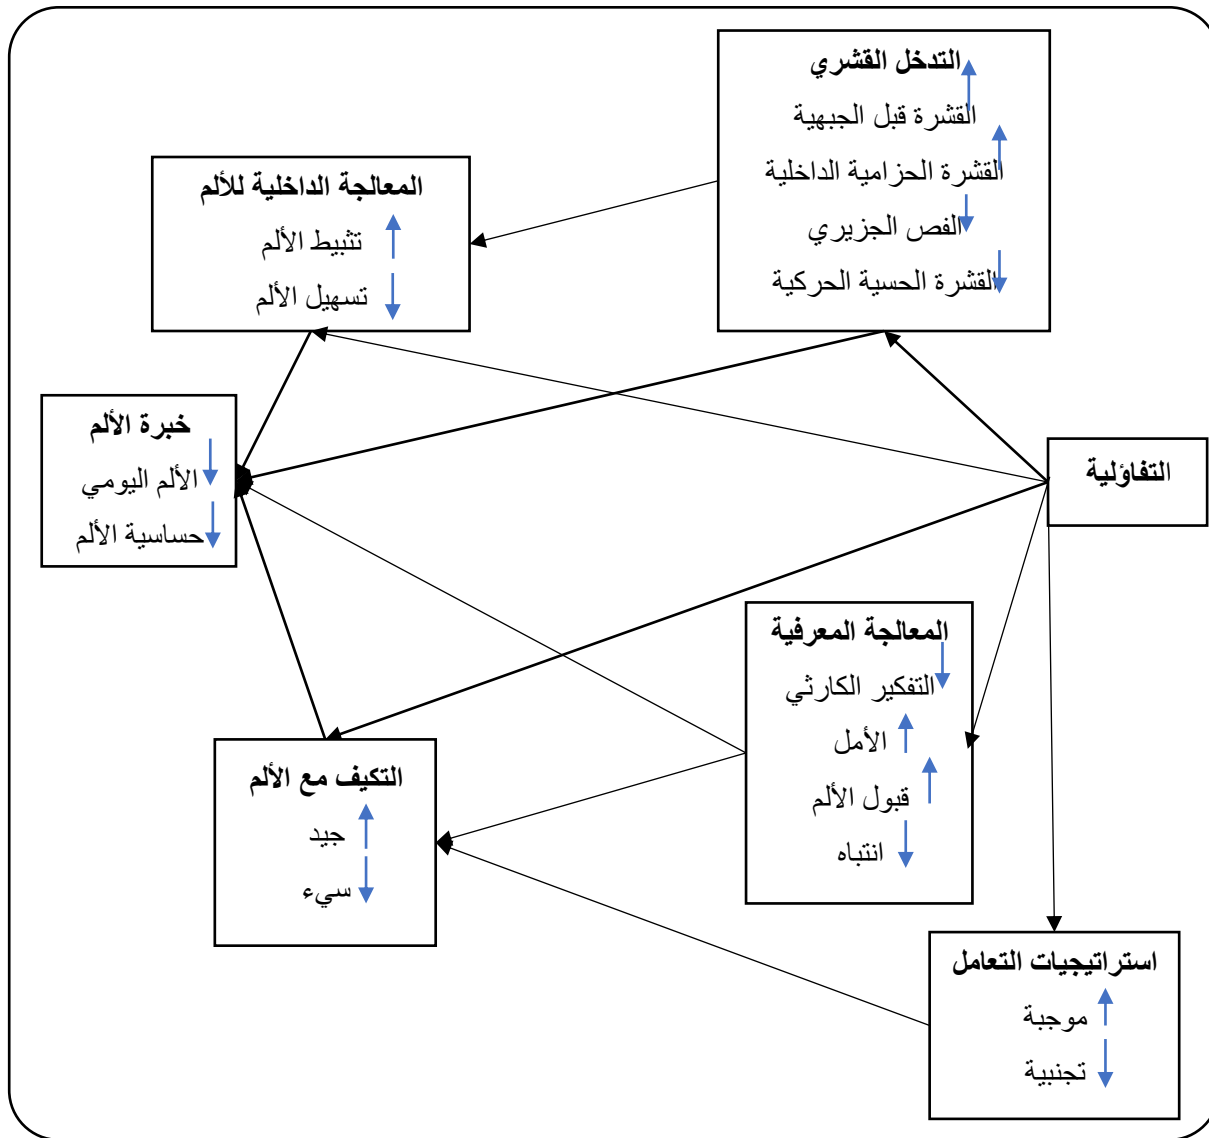 التدخل القشري
القشرة قبل الجبهية
القشرة الحزامية الداخلية
الفص الجزيري
القشرة الحسية الحركية
المعالجة الداخلية للألم
تثبيط الألم
تسهيل الألم
خبرة الألم
الألم اليومي
حساسية الألم
التفاؤلية
المعالجة المعرفية
التفكير الكارثي
الأمل
قبول الألم
انتباه
التكيف مع الألم
جيد
سيء
استراتيجيات التعامل
موجبة
تجنبية